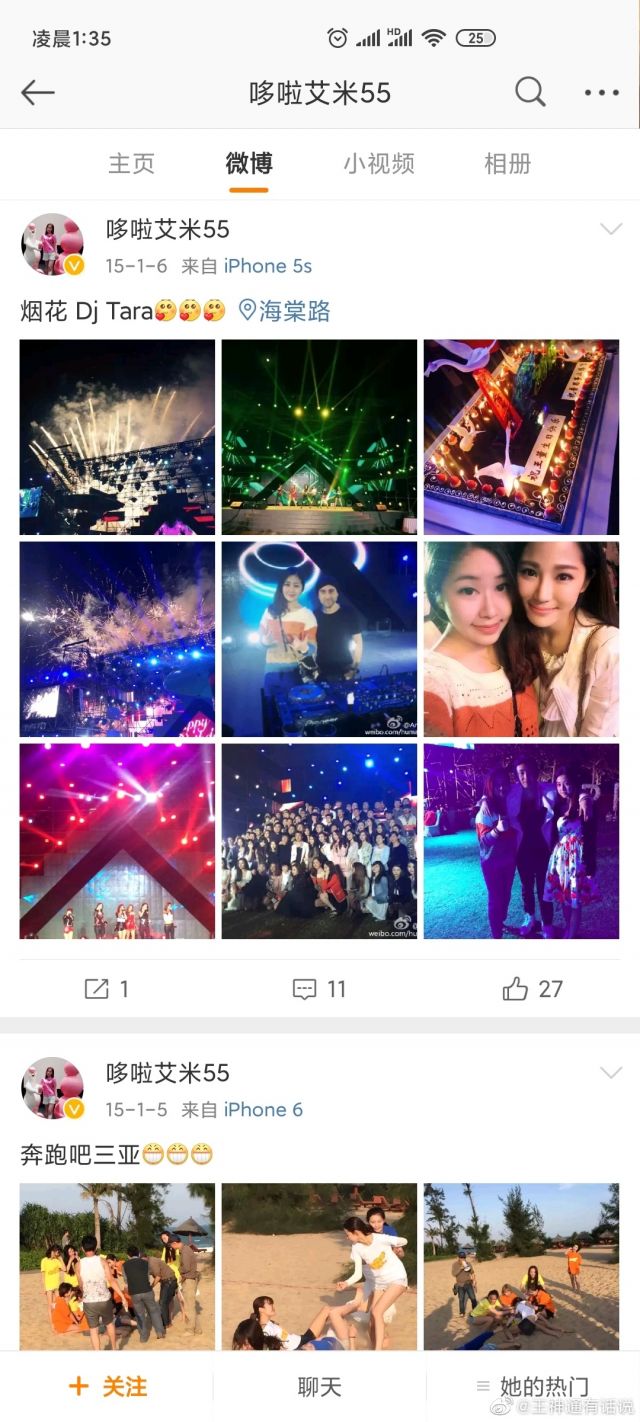 凌晨1:35
HD
25
哆啦艾米55
主页 微博 小视频 相册
哆啦艾米55
15-1-6 来自 iPhone 5s
烟花 Dj Tara 海棠路
weibo.com/hum
weibo.com/hu
1 11 27
哆啦艾米55
15-1-5 来自 iPhone 6
奔跑吧三亚
+ 关注 聊天 她的热门
@王神通有话说